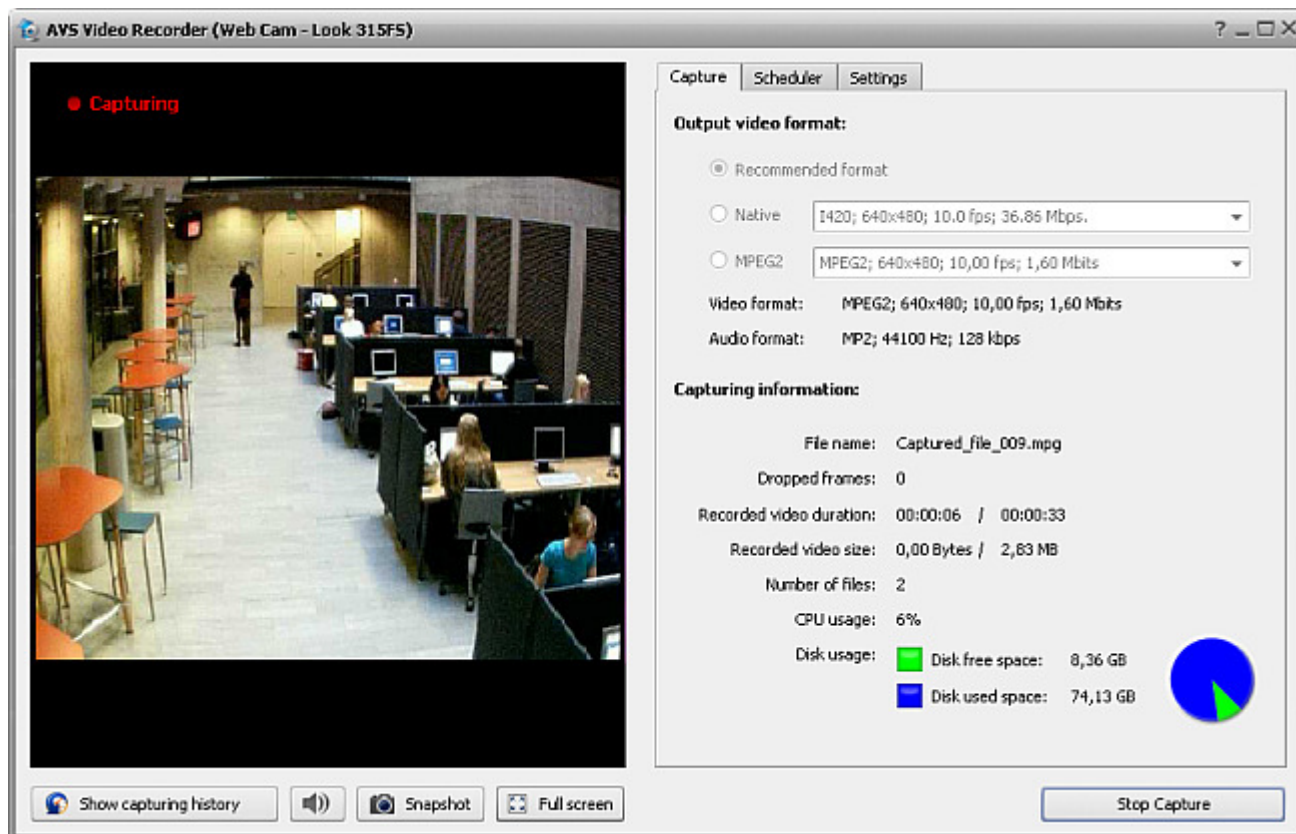 AVS Video Recorder (Web Cam - Look 315FS)
Capturing
Capture Scheduler Settings
Output video format:
Recommended format
Native I420; 640x480; 10.0 fps; 36.86 Mbps.
MPEG2 MPEG2; 640x480; 10,00 fps; 1,60 Mbits
Video format: MPEG2; 640x480; 10,00 fps; 1,60 Mbits
Audio format: MP2; 44100 Hz; 128 kbps
Capturing information:
File name: Captured_file_009.mpg
Dropped frames: 0
Recorded video duration: 00:00:06 / 00:00:33
Recorded video size: 0,00 Bytes / 2,83 MB
Number of files: 2
CPU usage: 6%
Disk usage: Disk free space: 8,36 GB
Disk used space: 74,13 GB
Show capturing history Snapshot Full screen Stop Capture